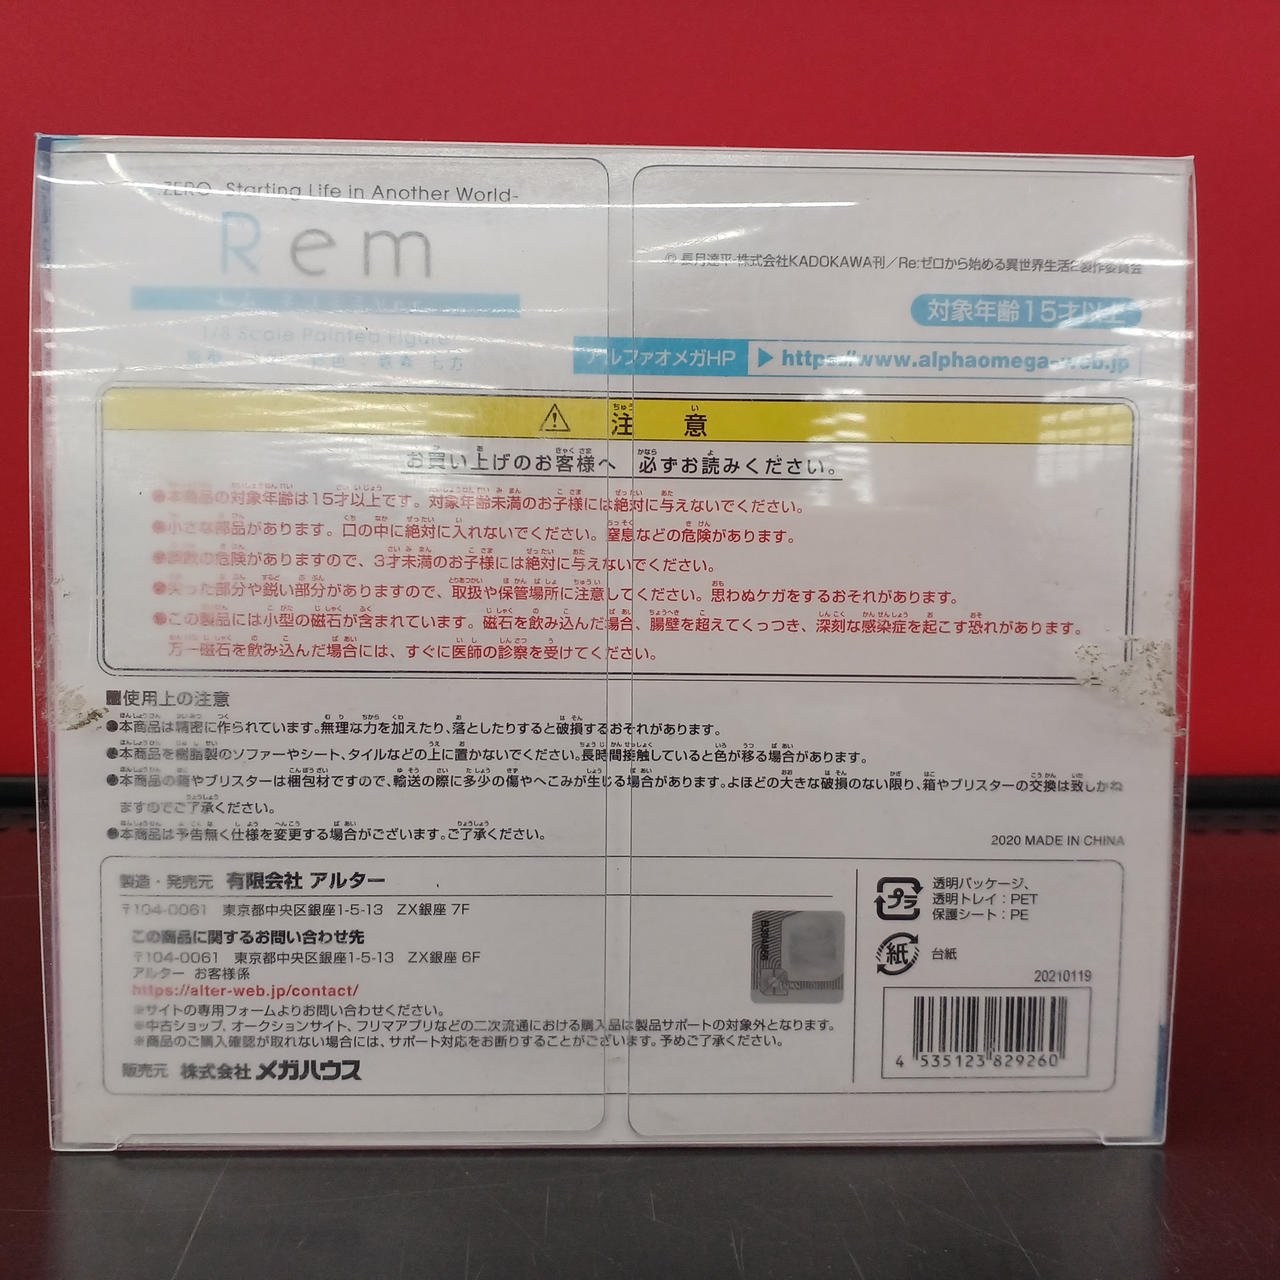 ZERO -Starting Life in Another World-
Rem
1/8 Scale Painted Figure
© 長月達平・株式会社KADOKAWA刊／Re:ゼロから始める異世界生活2製作委員会
対象年齢15才以上
アルファオメガHP ▶ https://www.alphaomega-web.jp
⚠ 注意
お買い上げのお客様へ 必ずお読みください。
●本商品の対象年齢は15才以上です。対象年齢未満のお子様には絶対に与えないでください。
●小さな部品があります。口の中に絶対に入れないでください。窒息などの危険があります。
●誤飲の危険がありますので、3才未満のお子様には絶対に与えないでください。
●尖った部分や鋭い部分がありますので、取扱や保管場所に注意してください。思わぬケガをするおそれがあります。
●この製品には小型の磁石が含まれています。磁石を飲み込んだ場合、腸壁を超えてくっつき、深刻な感染症を起こす恐れがあります。
万一磁石を飲み込んだ場合には、すぐに医師の診察を受けてください。
■使用上の注意
●本商品は精密に作られています。無理な力を加えたり、落としたりすると破損するおそれがあります。
●本商品を樹脂製のソファーやシート、タイルなどの上に置かないでください。長時間接触していると色が移る場合があります。
●本商品の箱やブリスターは梱包材ですので、輸送の際に多少の傷やへこみが生じる場合があります。よほどの大きな破損のない限り、箱やブリスターの交換は致しかね
ますのでご了承ください。
●本商品は予告無く仕様を変更する場合がございます。ご了承ください。
2020 MADE IN CHINA
製造・発売元 有限会社 アルター
〒104-0061 東京都中央区銀座1-5-13 ZX銀座 7F
この商品に関するお問い合わせ先
〒104-0061 東京都中央区銀座1-5-13 ZX銀座 6F
アルター お客様係
https://alter-web.jp/contact/
※サイトの専用フォームよりお問い合わせください。
※中古ショップ、オークションサイト、フリマアプリなどの二次流通における購入品は製品サポートの対象外となります。
※商品のご購入確認が取れない場合には、サポート対応をお断りすることがございます。予めご了承ください。
販売元 株式会社 メガハウス
プラ
透明パッケージ、
透明トレイ：PET
保護シート：PE
紙
台紙
20210119
4 535123 829260